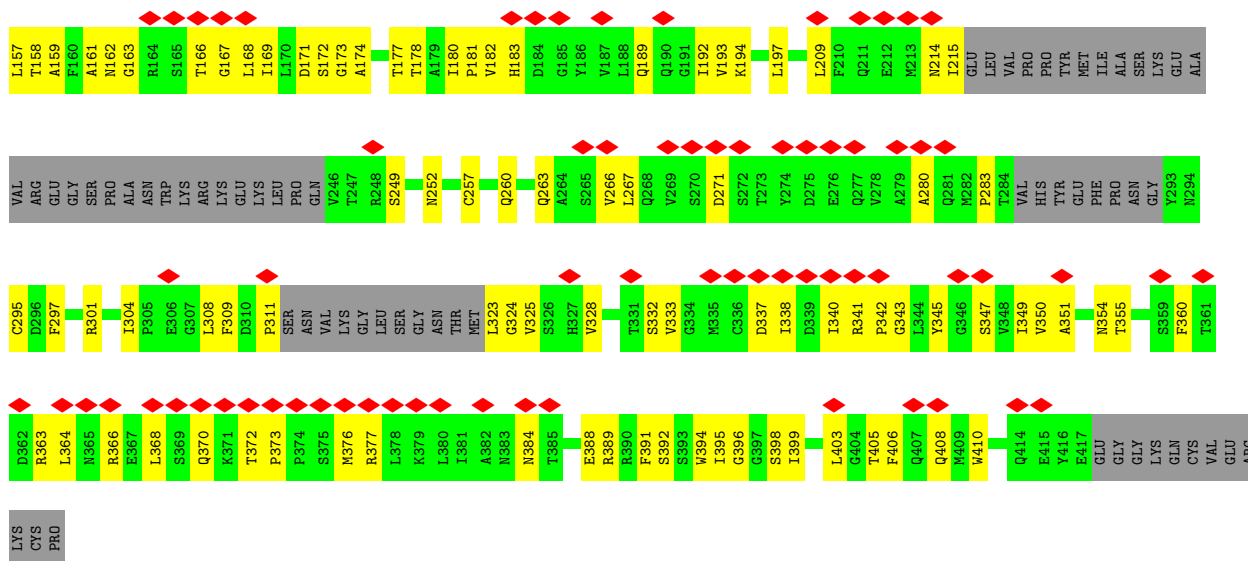 L157 T158 A159 F160 A161 N162 G163 R164 S165 T166 G167 L168 I169 L170 D171 S172 G173 A174 T177 T178 A179 I180 P181 V182 H183 D184 G185 Y186 V187 L188 Q189 Q190 G191 I192 V193 K194 L197 L209 F210 Q211 E212 M213 N214 I215 GLU LEU VAL PRO PRO TYR MET ILE ALA SER LYS GLU ALA
VAL ARG GLU GLY SER PRO ALA ASN TRP LYS ARG LYS GLU LYS LEU PRO GLN V246 T247 R248 S249 N252 C257 Q260 Q263 A264 S265 V266 L267 Q268 V269 S270 D271 S272 T273 Y274 D275 E276 Q277 V278 A279 A280 Q281 M282 P283 T284 VAL HIS TYR GLU PHE PRO ASN GLY Y293 N294
C295 D296 F297 R301 I304 P305 E306 G307 L308 F309 D310 P311 SER ASN VAL LYS GLY LEU SER GLY ASN THR MET L323 G324 V325 S326 H327 V328 T331 S332 V333 G334 M335 C336 D337 I338 D339 I340 R341 P342 G343 L344 Y345 G346 S347 V348 I349 V350 A351 N354 T355 S359 F360 T361
D362 R363 L364 N365 R366 E367 L368 S369 Q370 K371 T372 P373 P374 S375 M376 R377 L378 K379 L380 I381 A382 N383 N384 T385 E388 R389 R390 F391 S392 S393 W394 I395 G396 G397 S398 I399 L403 G404 T405 F406 Q407 Q408 M409 W410 Q414 E415 Y416 E417 GLU GLY GLY LYS GLN CYS VAL GLU ARG
LYS CYS PRO